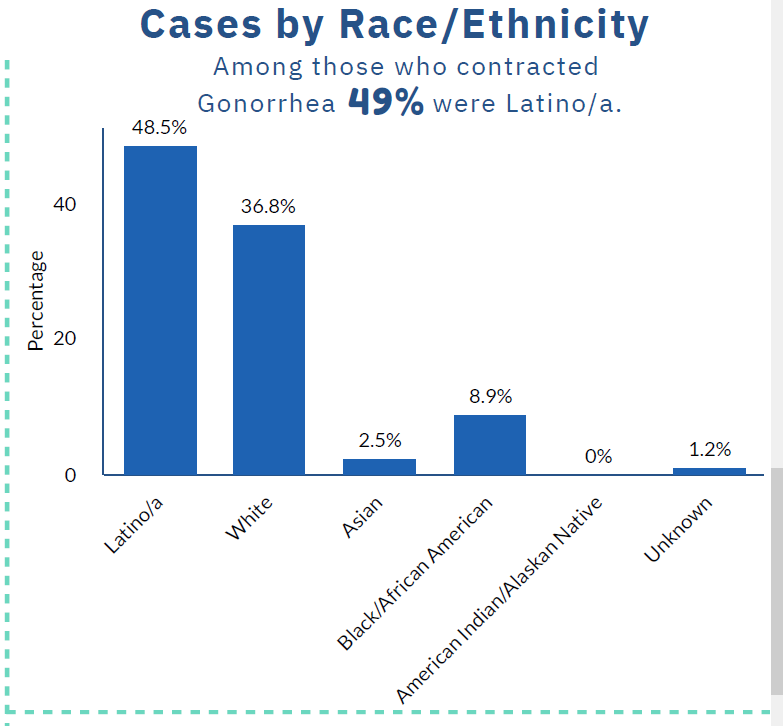 Cases by Race/Ethnicity
Among those who contracted
Gonorrhea 49% were Latino/a.
48.5%
36.8%
2.5%
8.9%
0%
1.2%
40
20
0
Percentage
Latino/a
White
Asian
Black/African American
American Indian/Alaskan Native
Unknown